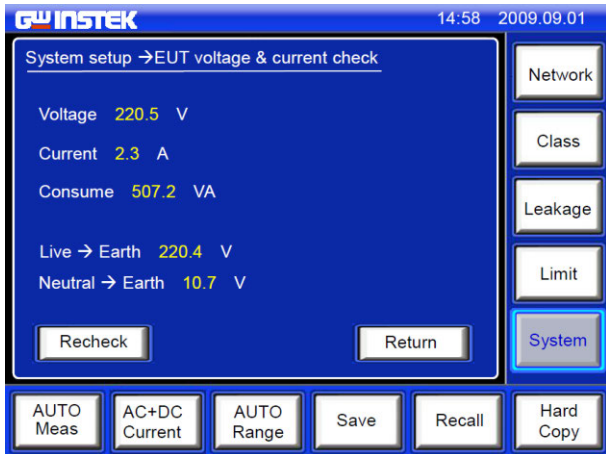 GW INSTEK 14:58 2009.09.01
System setup →EUT voltage & current check
Voltage 220.5 V
Current 2.3 A
Consume 507.2 VA
Live → Earth 220.4 V
Neutral → Earth 10.7 V
Recheck Return
Network
Class
Leakage
Limit
System
AUTO
Meas
AC+DC
Current
AUTO
Range
Save
Recall
Hard
Copy